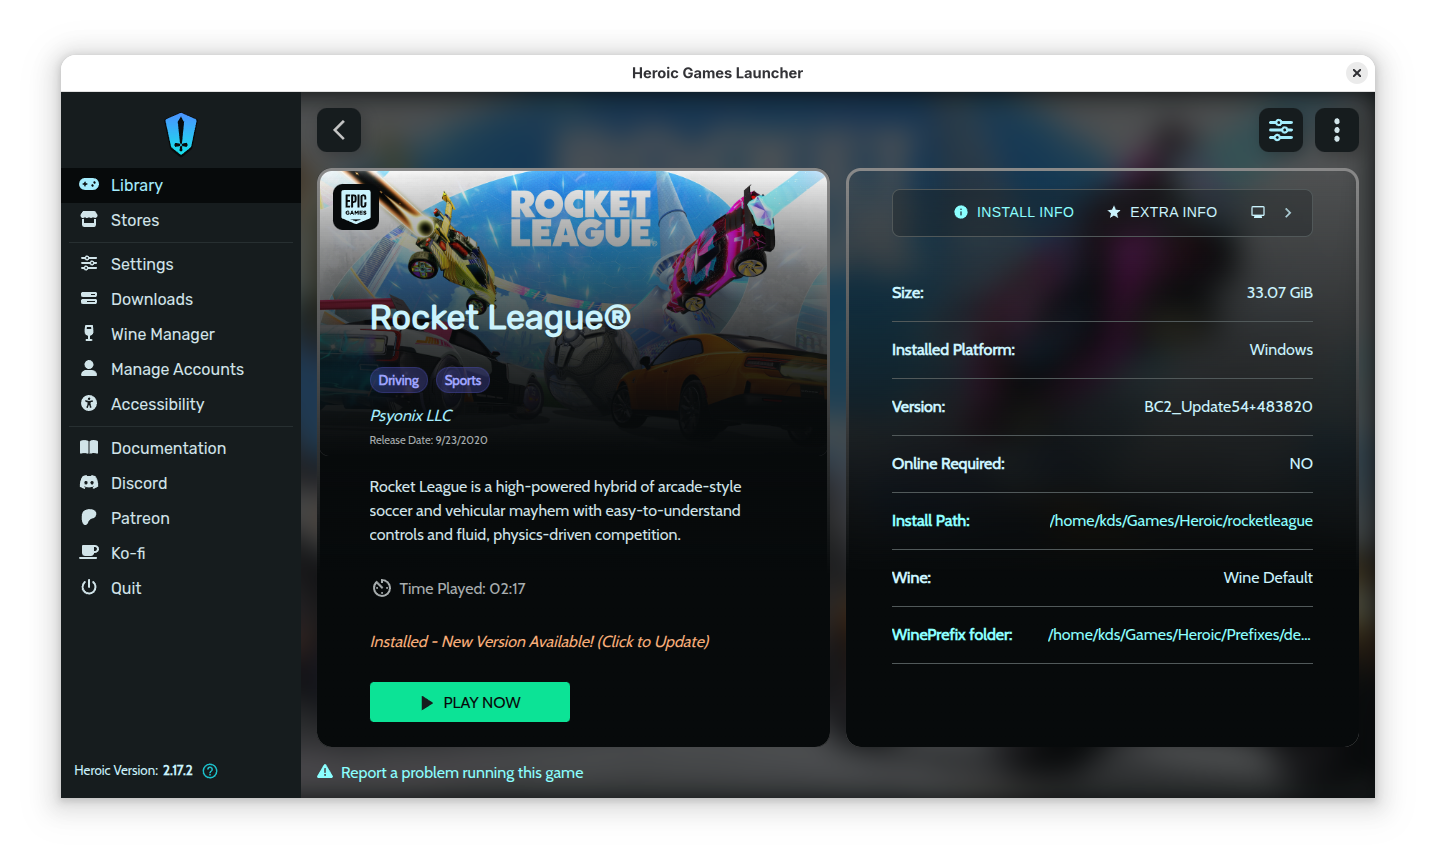 Heroic Games Launcher
Library
Stores
Settings
Downloads
Wine Manager
Manage Accounts
Accessibility
Documentation
Discord
Patreon
Ko-fi
Quit
Heroic Version: 2.17.2
EPIC
GAMES
ROCKET
LEAGUE
Rocket League®
Driving Sports
Psyonix LLC
Release Date: 9/23/2020
Rocket League is a high-powered hybrid of arcade-style
soccer and vehicular mayhem with easy-to-understand
controls and fluid, physics-driven competition.
Time Played: 02:17
Installed - New Version Available! (Click to Update)
PLAY NOW
Report a problem running this game
INSTALL INFO EXTRA INFO
Size: 33.07 GiB
Installed Platform: Windows
Version: BC2_Update54+483820
Online Required: NO
Install Path: /home/kds/Games/Heroic/rocketleague
Wine: Wine Default
WinePrefix folder: /home/kds/Games/Heroic/Prefixes/de...